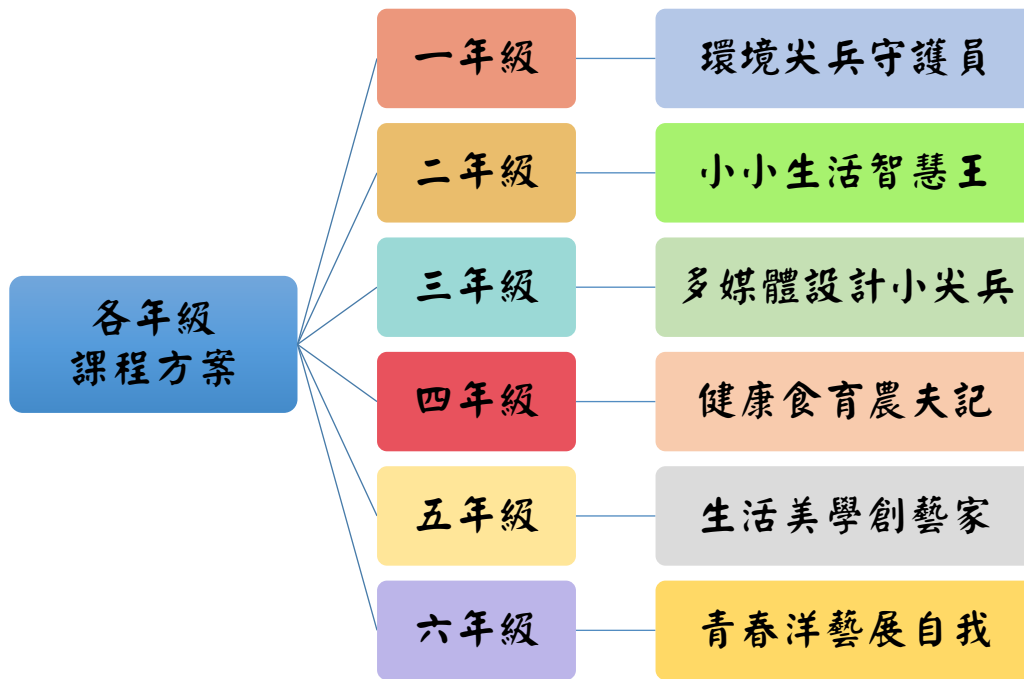 各年級
課程方案
一年級
環境尖兵守護員
二年級
小小生活智慧王
三年級
多媒體設計小尖兵
四年級
健康食育農夫記
五年級
生活美學創藝家
六年級
青春洋藝展自我